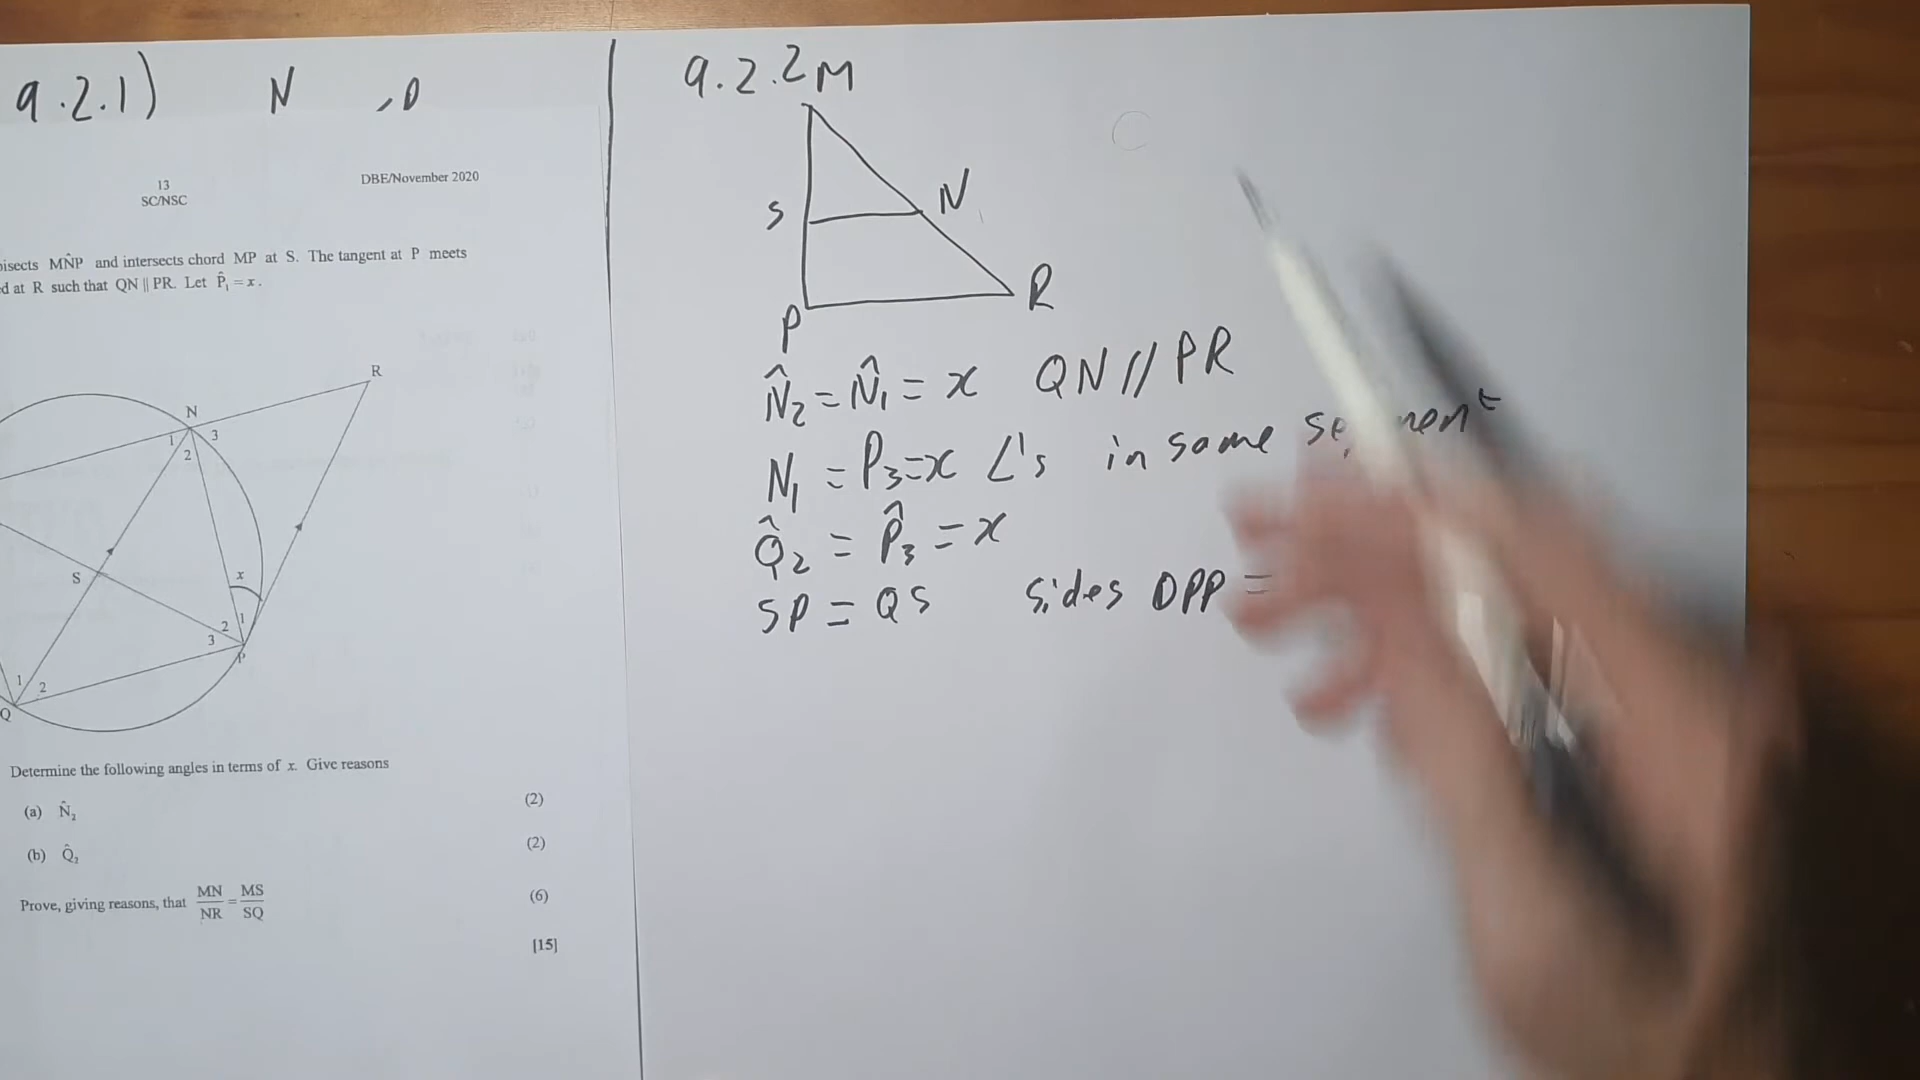 9.2.1) N
13
SC/NSC
DBE/November 2020
bisects MN̂P and intersects chord MP at S. The tangent at P meets
d at R such that QN || PR. Let P̂₁ = x.
R
N
1 3
2
S
x
2 1
3
P
1 2
Q
Determine the following angles in terms of x. Give reasons
(a) N̂₂ (2)
(b) Q̂₂ (2)
Prove, giving reasons, that MN/NR = MS/SQ (6)
[15]
9.2.2
M
S N
P R
N̂₂ = N̂₁ = x QN // PR
N₁ = P₃ = x ∠'s in same
Q̂₂ = P̂₃ = x
SP = QS sides OPP =